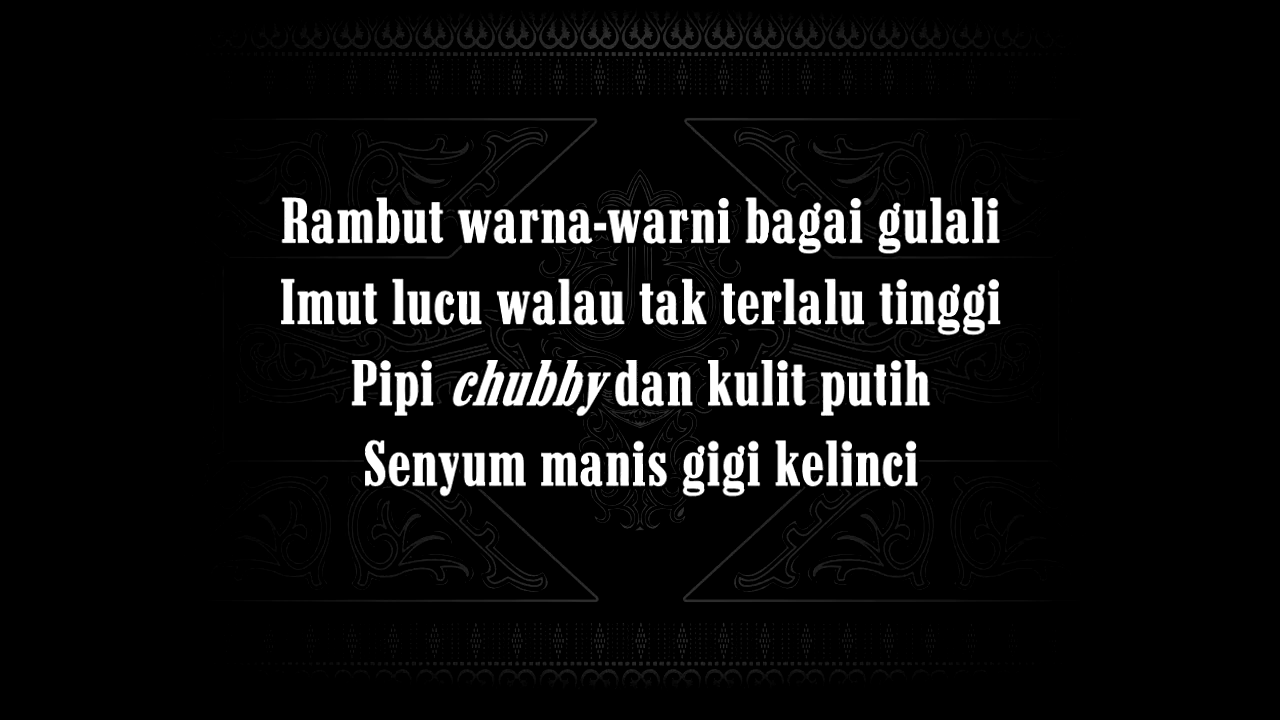 Rambut warna-warni bagai gulali
Imut lucu walau tak terlalu tinggi
Pipi chubby dan kulit putih
Senyum manis gigi kelinci